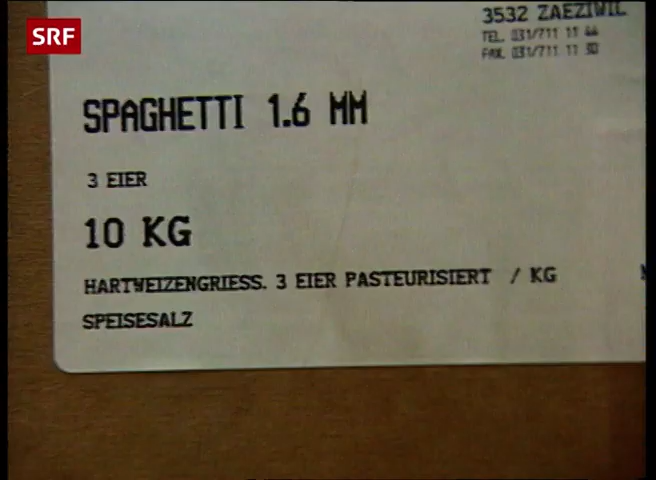 SRF
3532 ZAEZIWIL
TEL. 031/711 11 44
FAX. 031/711 11 30
SPAGHETTI 1.6 MM
3 EIER
10 KG
HARTWEIZENGRIESS. 3 EIER PASTEURISIERT / KG
SPEISESALZ